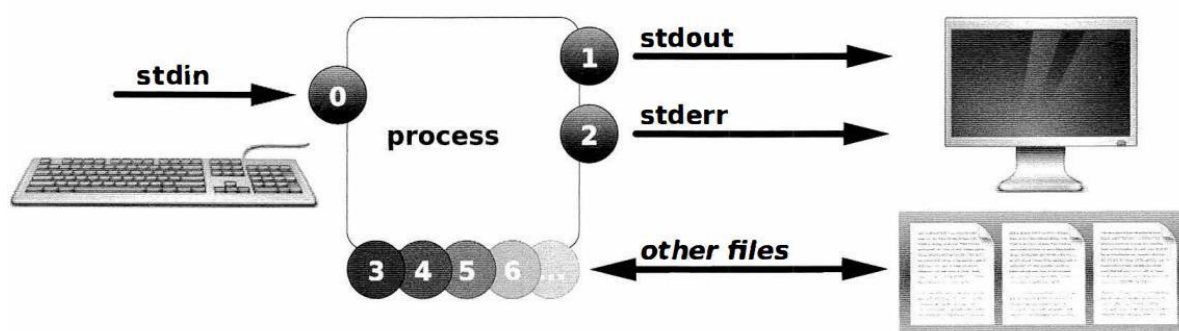 stdin
0
process
1
stdout
2
stderr
3 4 5 6 ...
other files